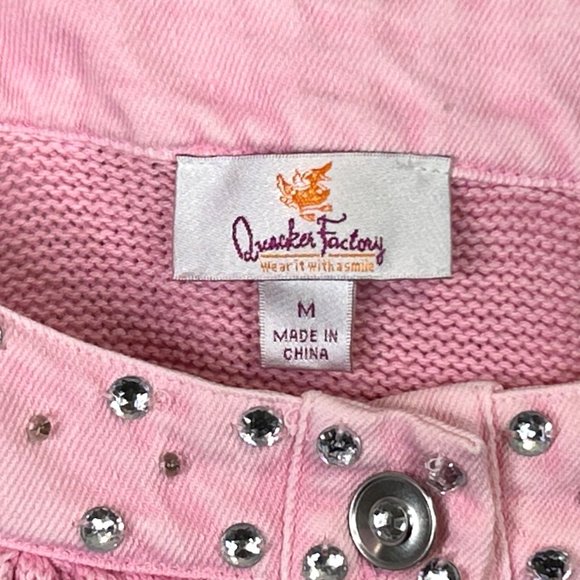 Quacker Factory
Wear it with a smile
M
MADE IN
CHINA